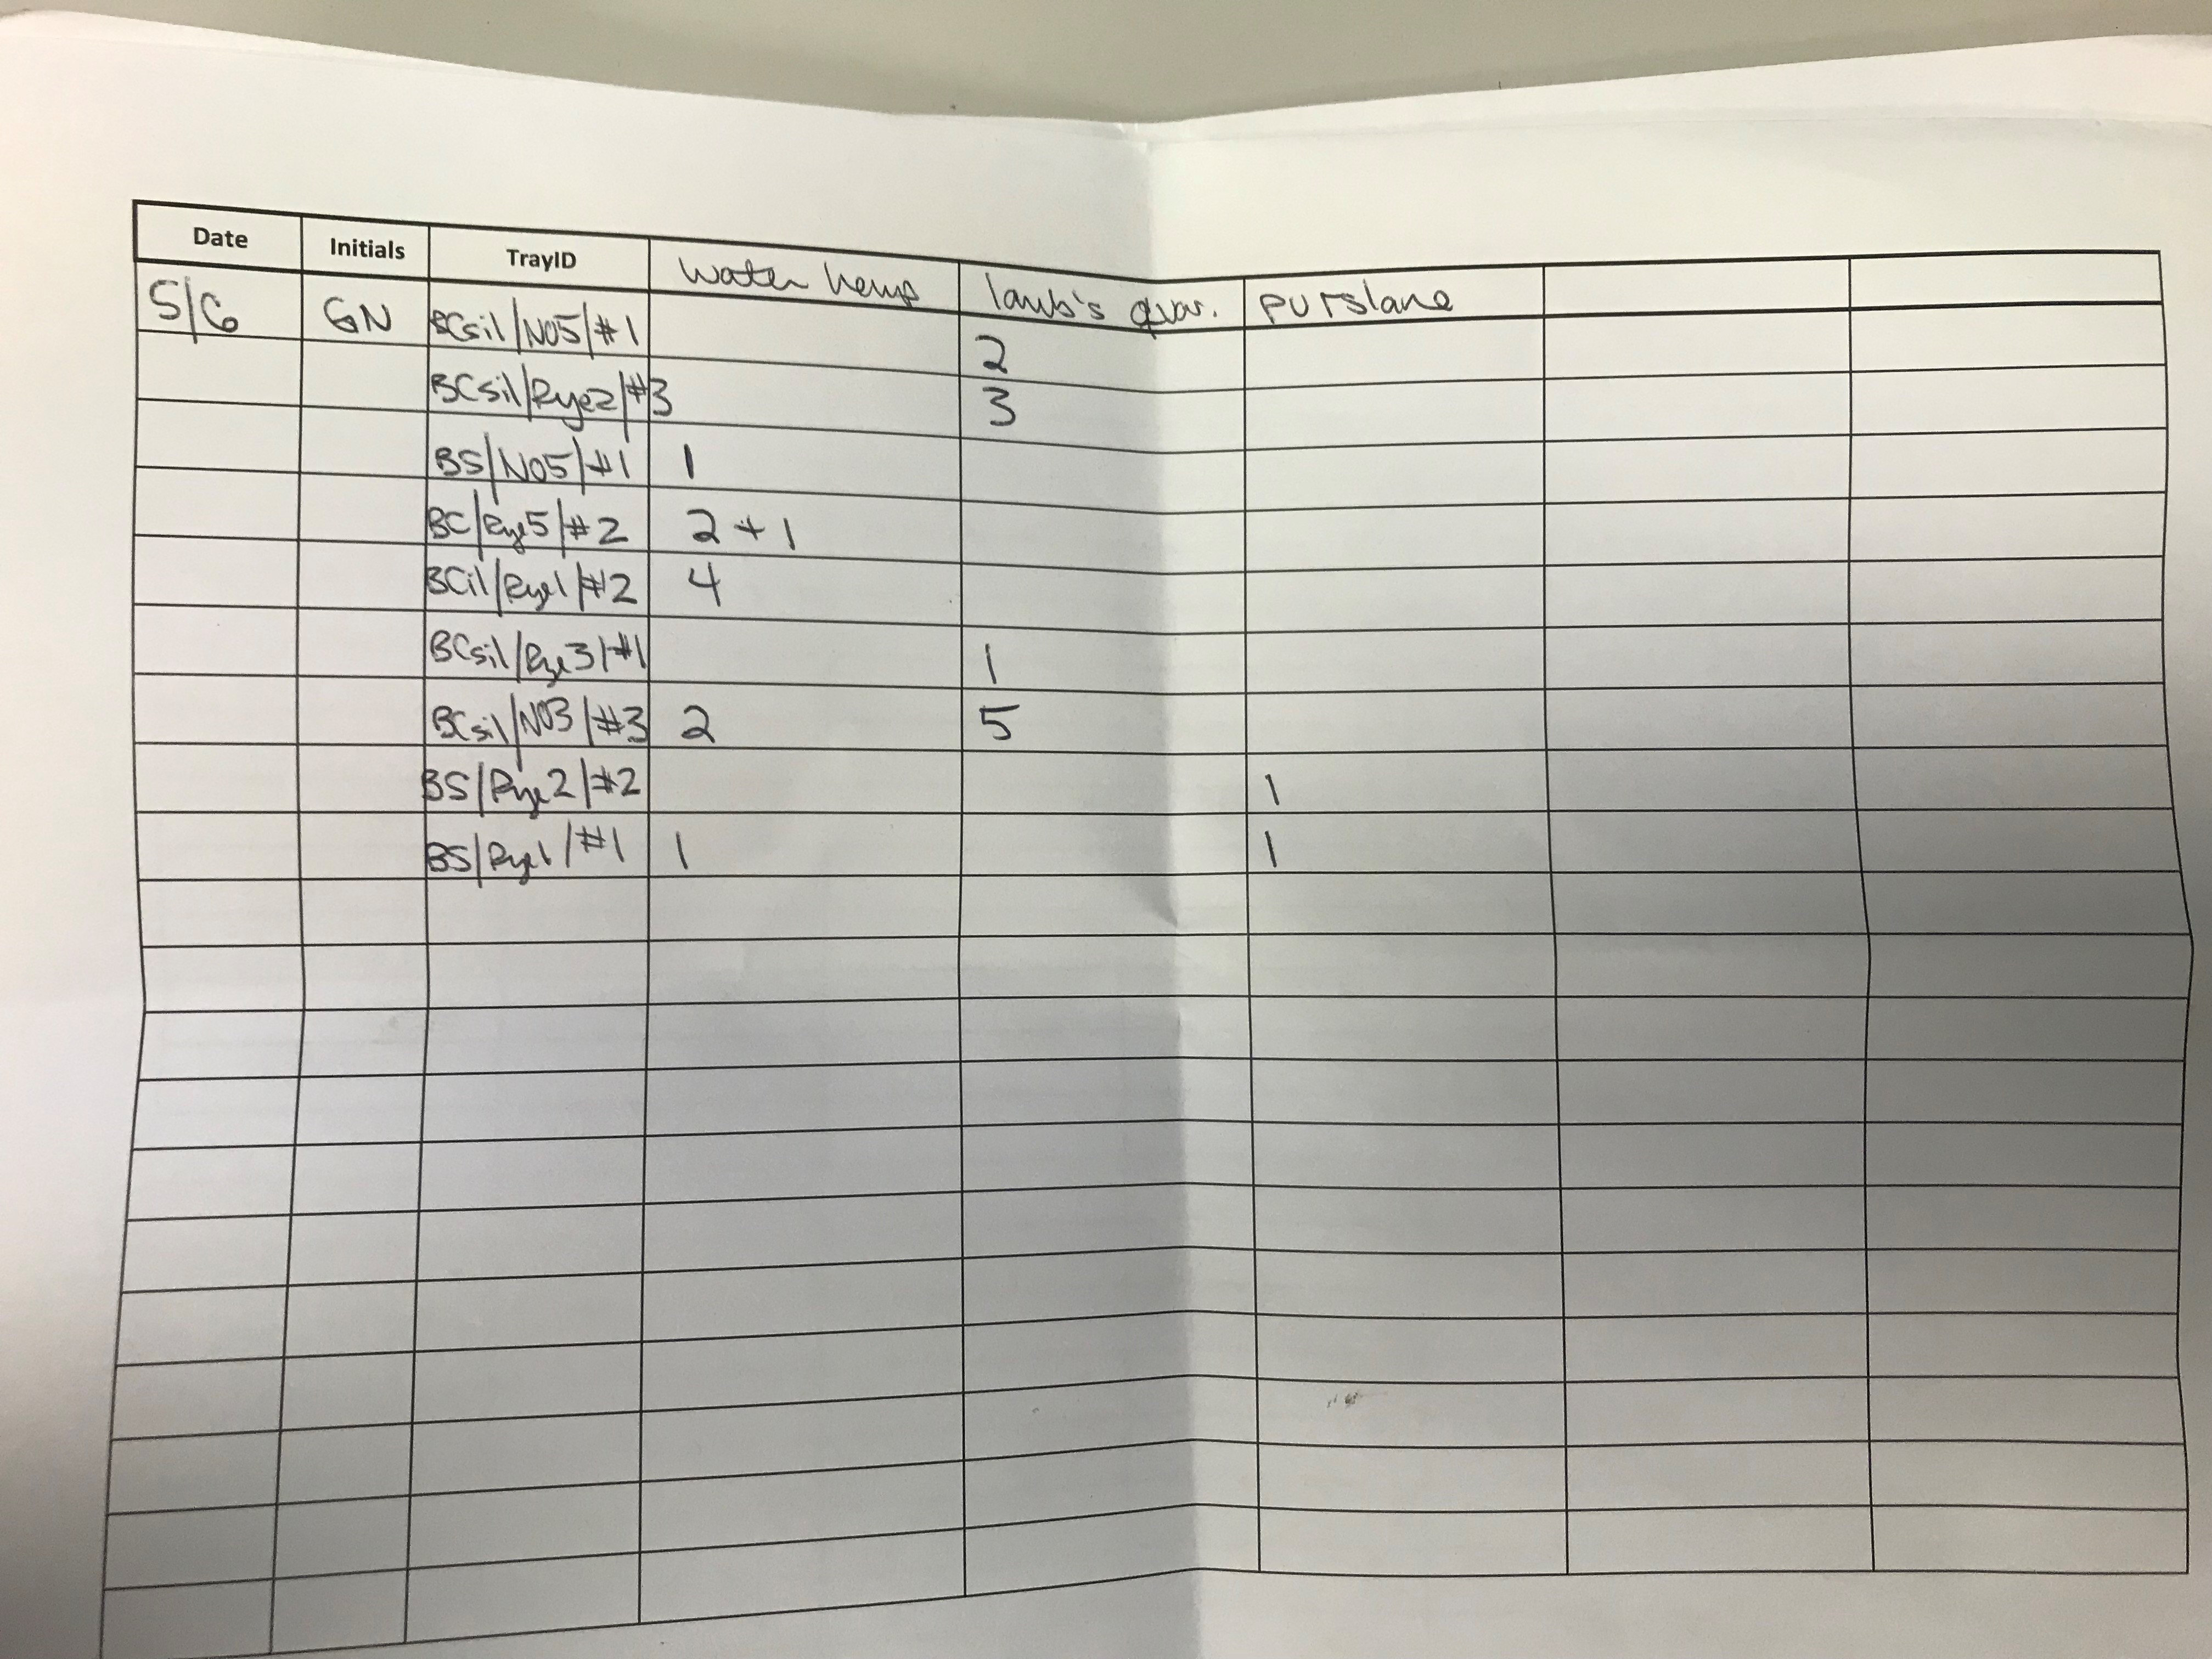 Date Initials TrayID Water hemp lamb's quar. purslane
5/6 GN BCsil/NO5/#1 2
BCsil/Rye2/#3 3
BS/NO5/#1 1
BC/Rye5/#2 2 + 1
BCil/Rye1/#2 4
BCsil/Rye3/#1 1
BCsil/NO3/#3 2 5
BS/Rye2/#2 1
BS/Rye1/#1 1 1